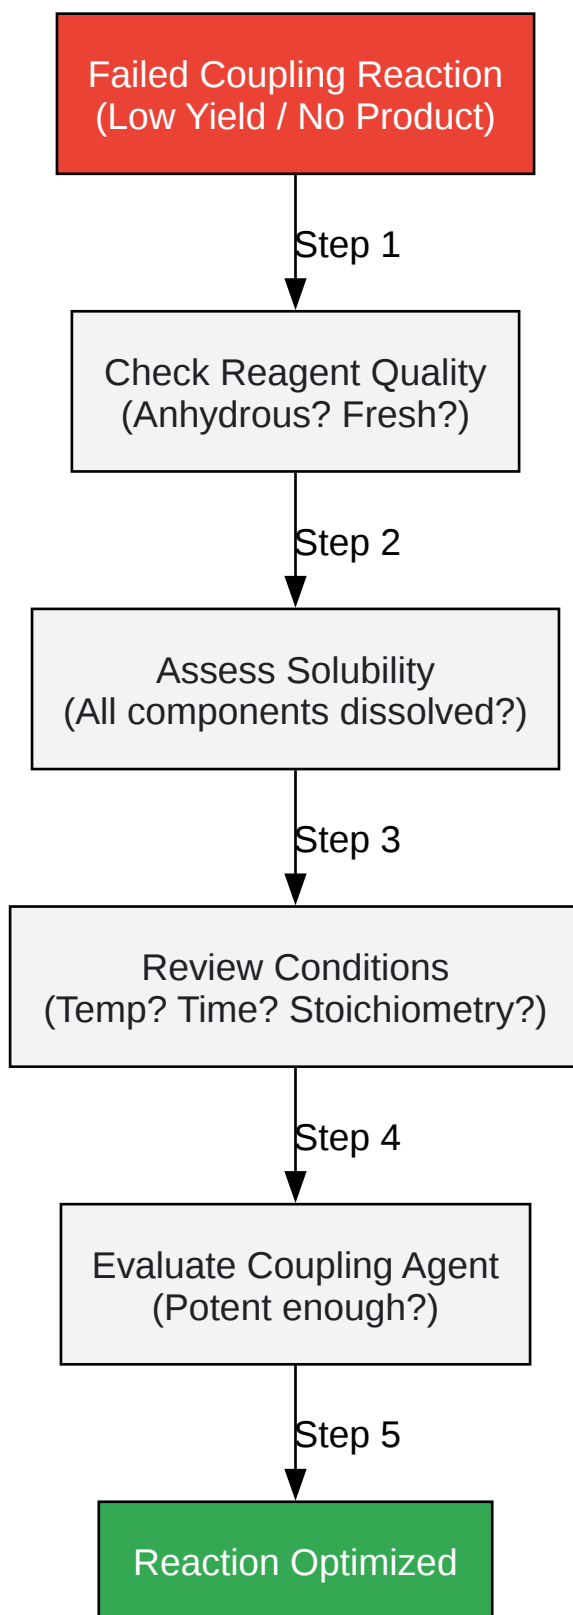 Failed Coupling Reaction
(Low Yield / No Product)
Step 1
Check Reagent Quality
(Anhydrous? Fresh?)
Step 2
Assess Solubility
(All components dissolved?)
Step 3
Review Conditions
(Temp? Time? Stoichiometry?)
Step 4
Evaluate Coupling Agent
(Potent enough?)
Step 5
Reaction Optimized